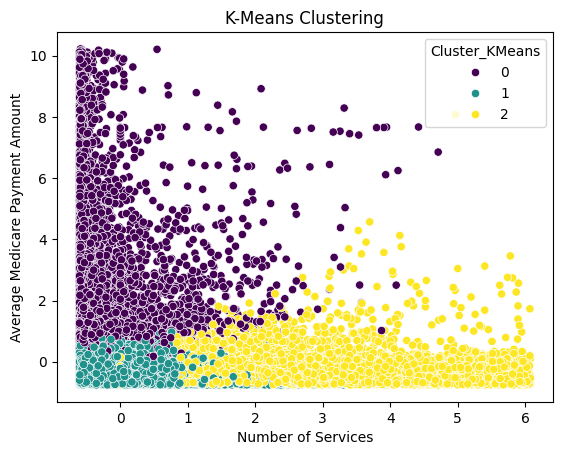 K-Means Clustering
Cluster_KMeans
0
1
2
Average Medicare Payment Amount
10
8
6
4
2
0
0 1 2 3 4 5 6
Number of Services